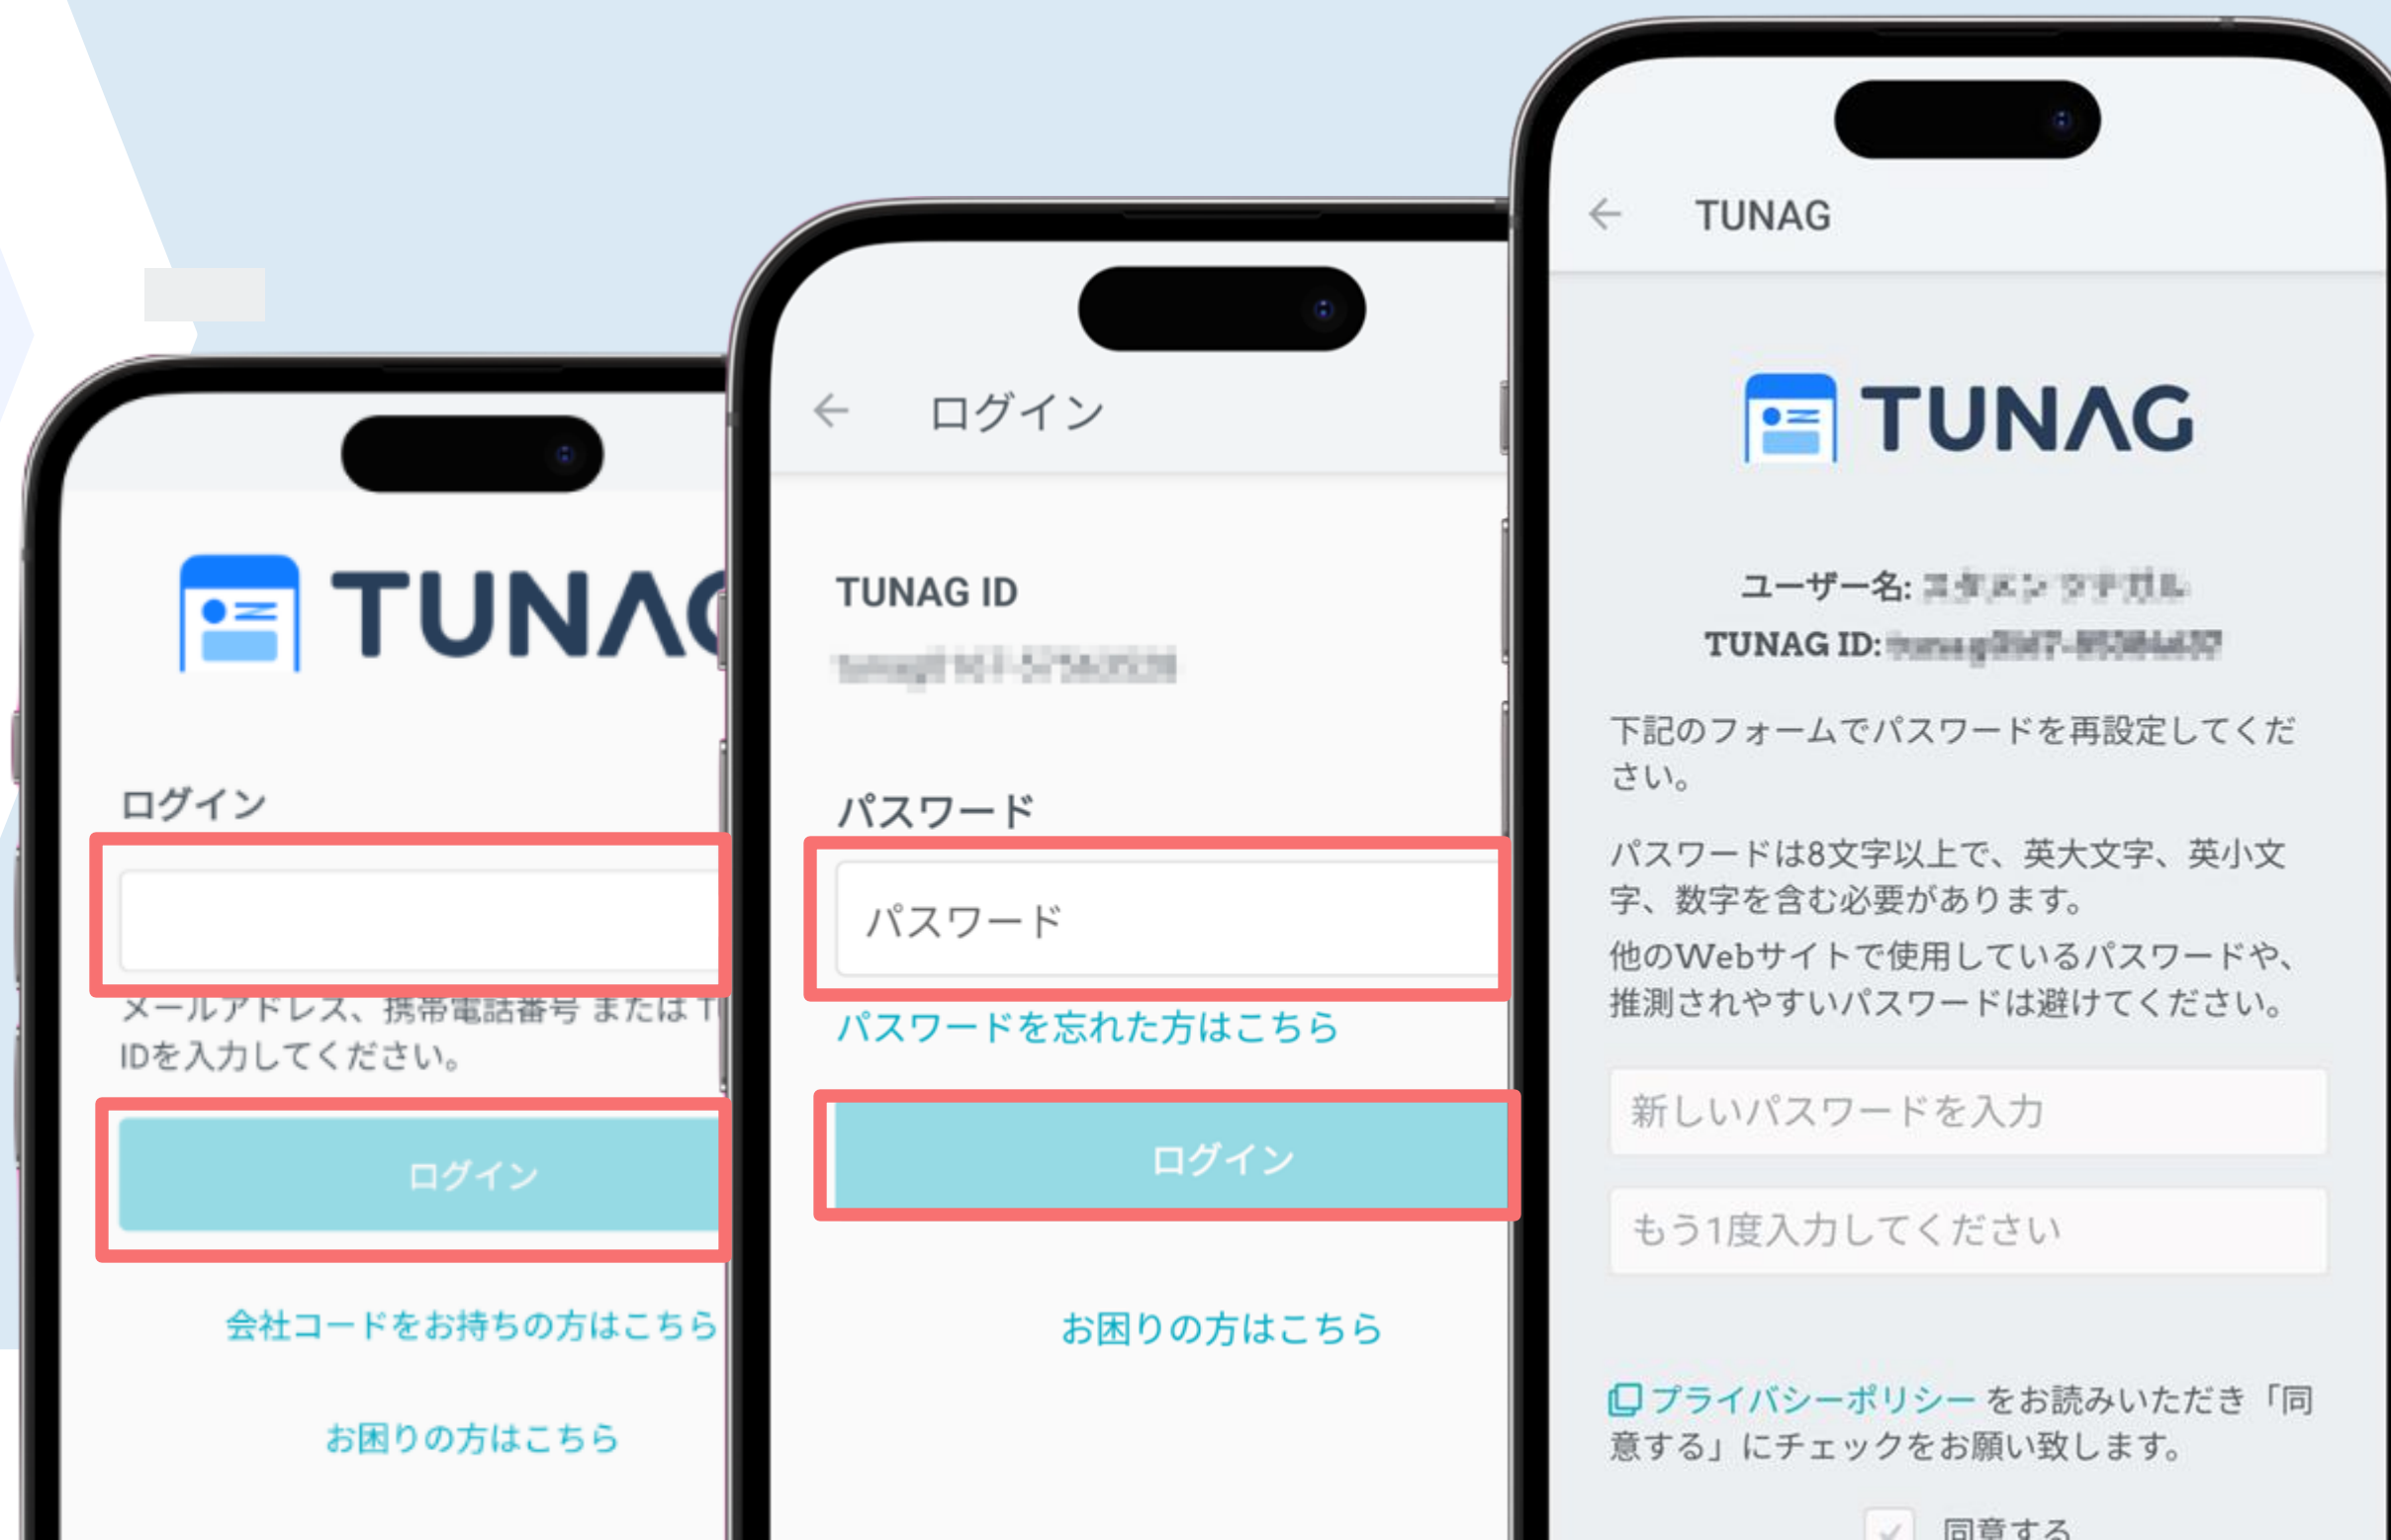 TUNAG
ログイン
メールアドレス、携帯電話番号 または
IDを入力してください。
ログイン
会社コードをお持ちの方はこちら
お困りの方はこちら
ログイン
TUNAG ID
パスワード
パスワード
パスワードを忘れた方はこちら
ログイン
お困りの方はこちら
TUNAG
TUNAG
ユーザー名:
TUNAG ID:
下記のフォームでパスワードを再設定してくだ
さい。
パスワードは8文字以上で、英大文字、英小文
字、数字を含む必要があります。
他のWebサイトで使用しているパスワードや、
推測されやすいパスワードは避けてください。
新しいパスワードを入力
もう1度入力してください
プライバシーポリシー をお読みいただき「同
意する」にチェックをお願い致します。
同意する